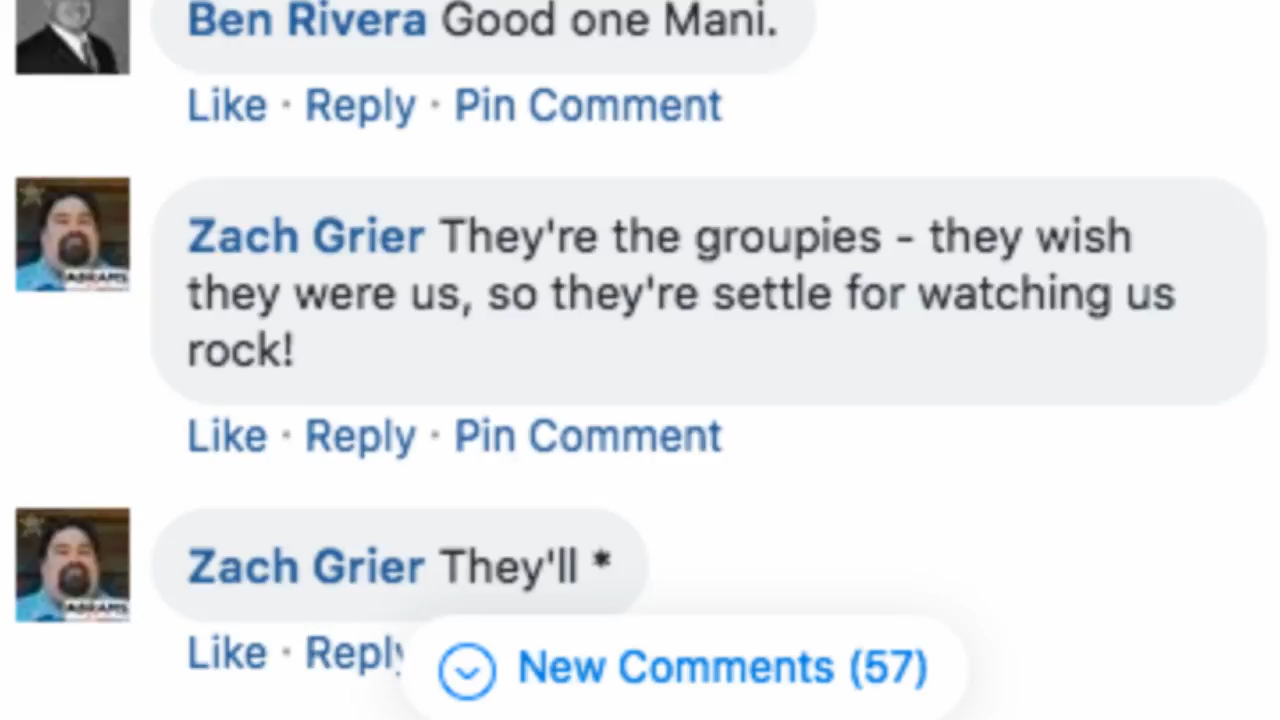 Ben Rivera Good one Mani.
Like · Reply · Pin Comment
Zach Grier They're the groupies - they wish
they were us, so they're settle for watching us
rock!
ABRAMS
Like · Reply · Pin Comment
Zach Grier They'll *
ABRAMS
Like · Reply
New Comments (57)